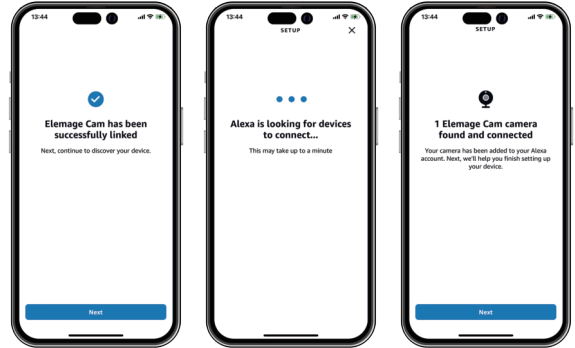 13:44
Elemage Cam has been
successfully linked
Next, continue to discover your device.
Next
13:44
SETUP
Alexa is looking for devices
to connect...
This may take up to a minute
13:44
SETUP
1 Elemage Cam camera
found and connected
Your camera has been added to your Alexa
account. Next, we'll help you finish setting up
your device.
Next